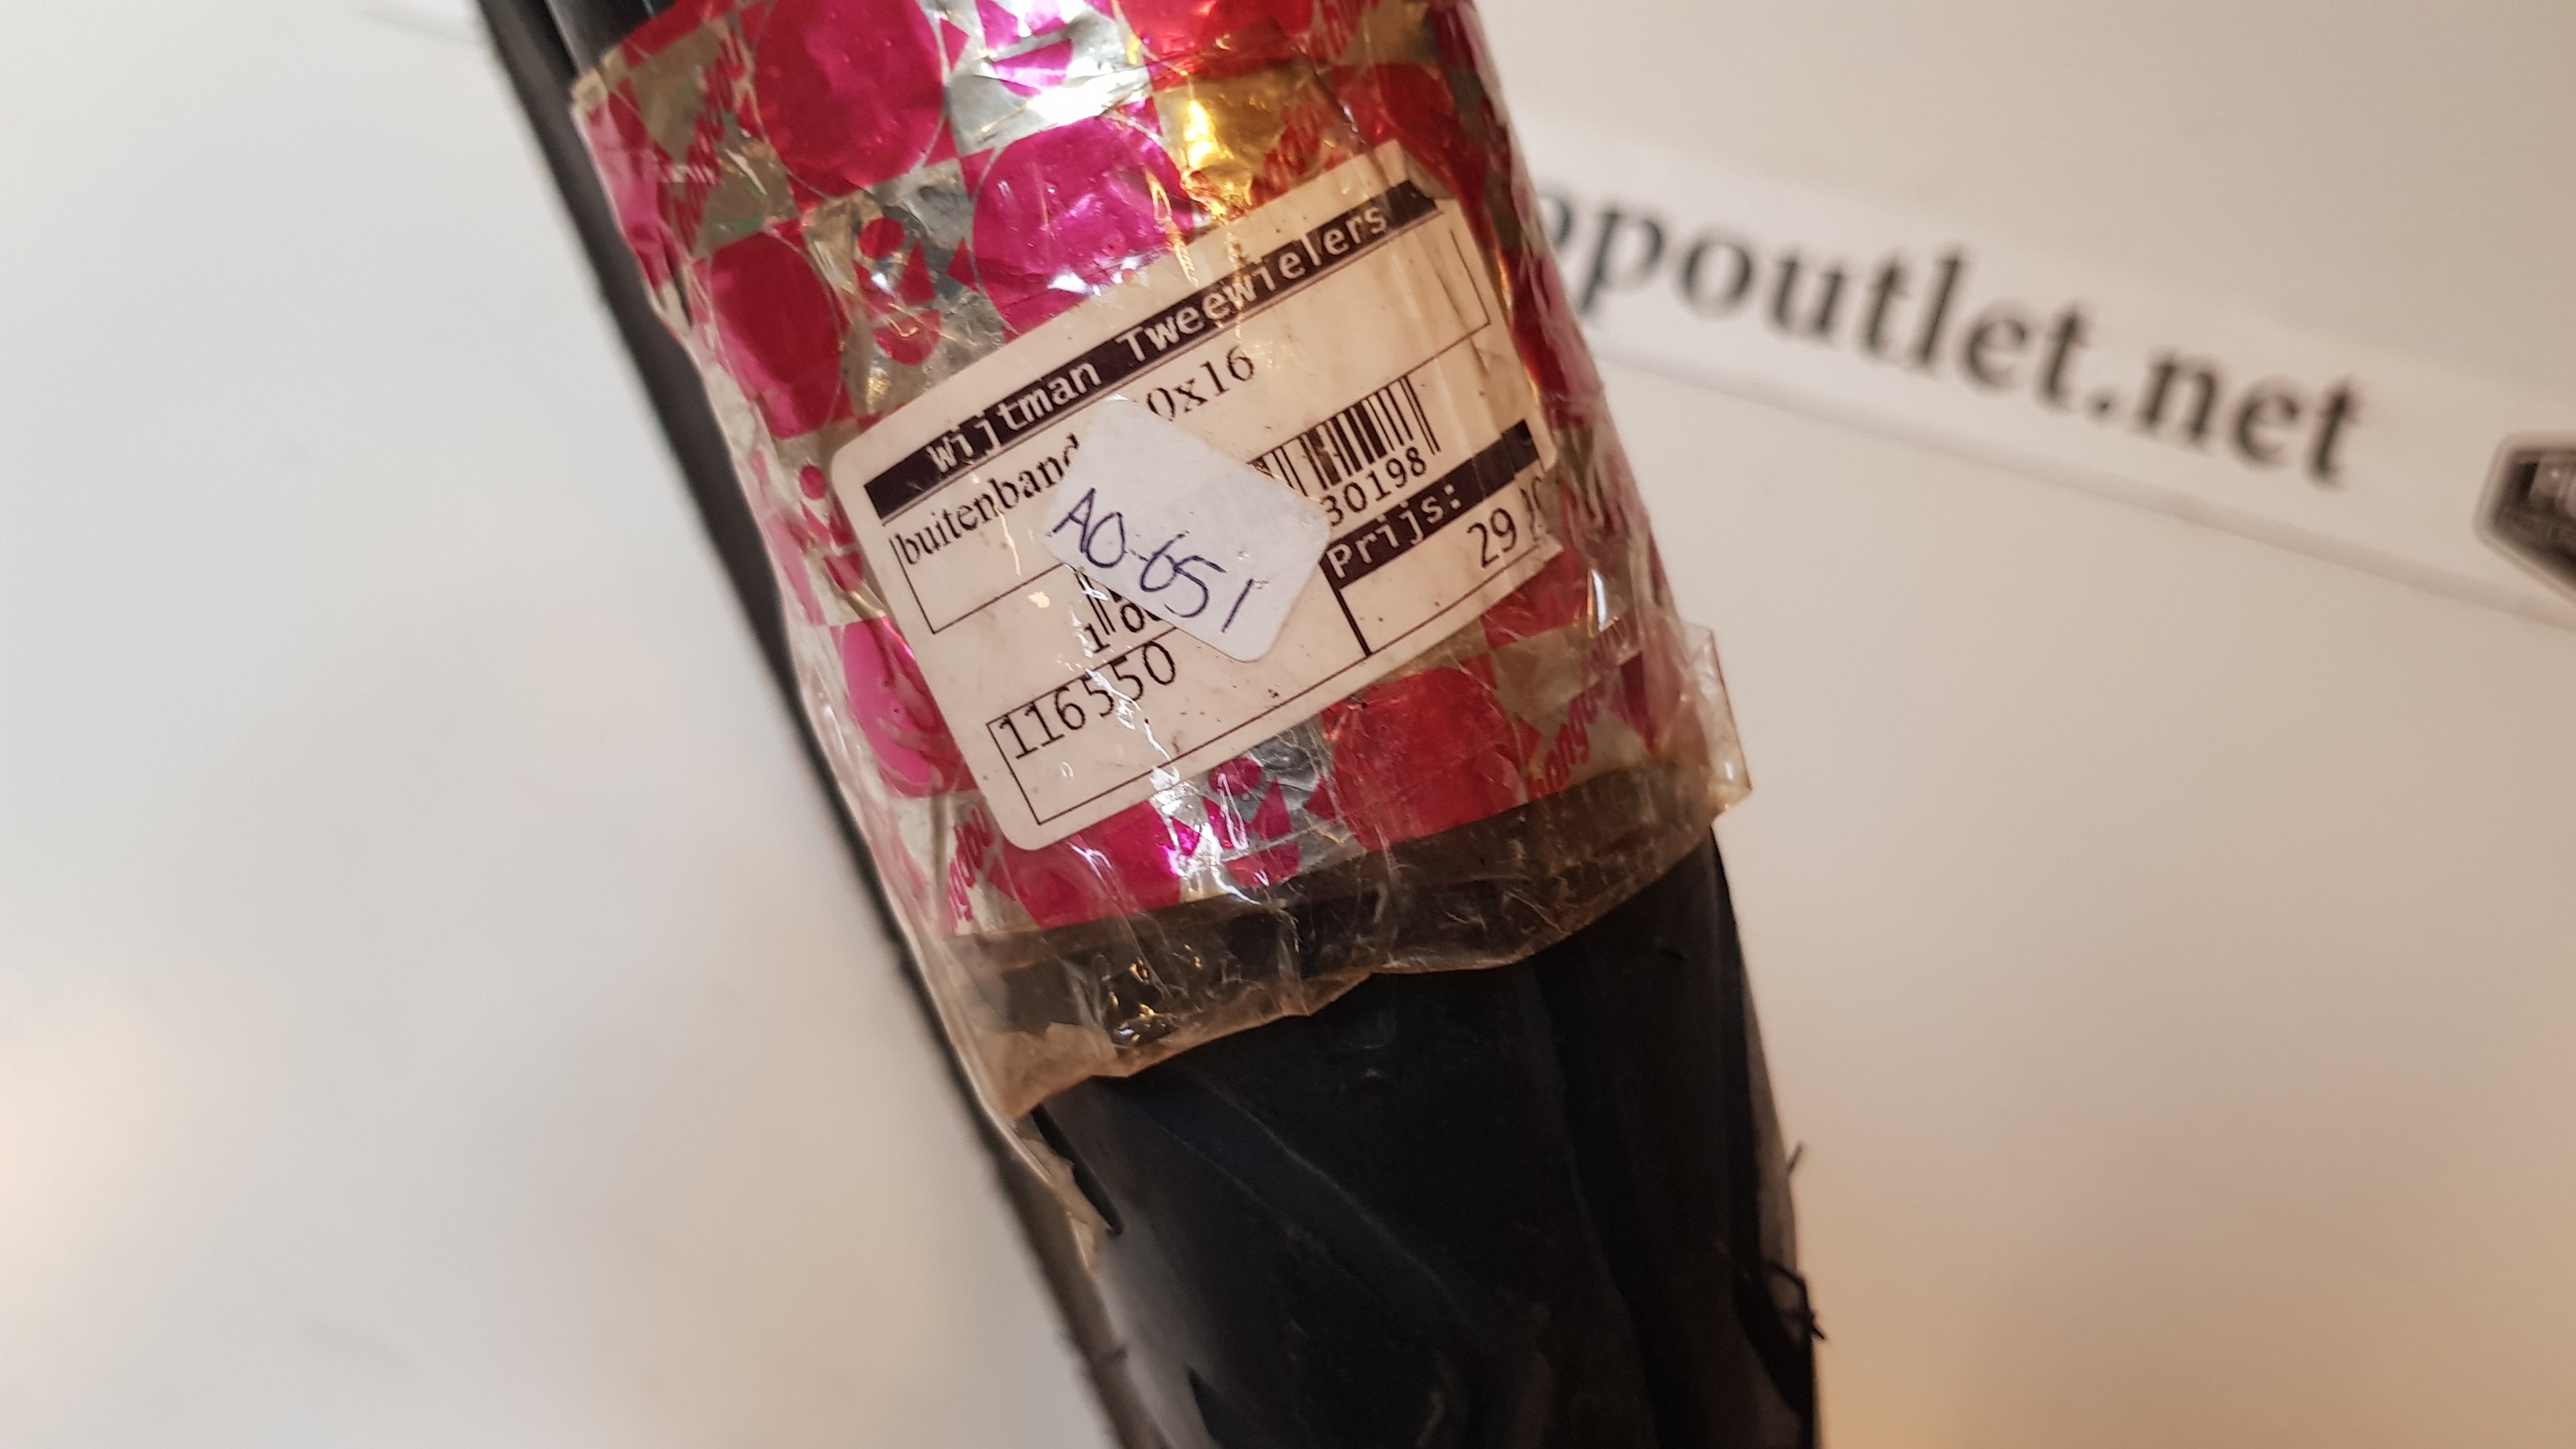 Wijtman Tweewielers
buitenband
0x16
A0-651
30198
Prijs:
29
116550
poutlet.net